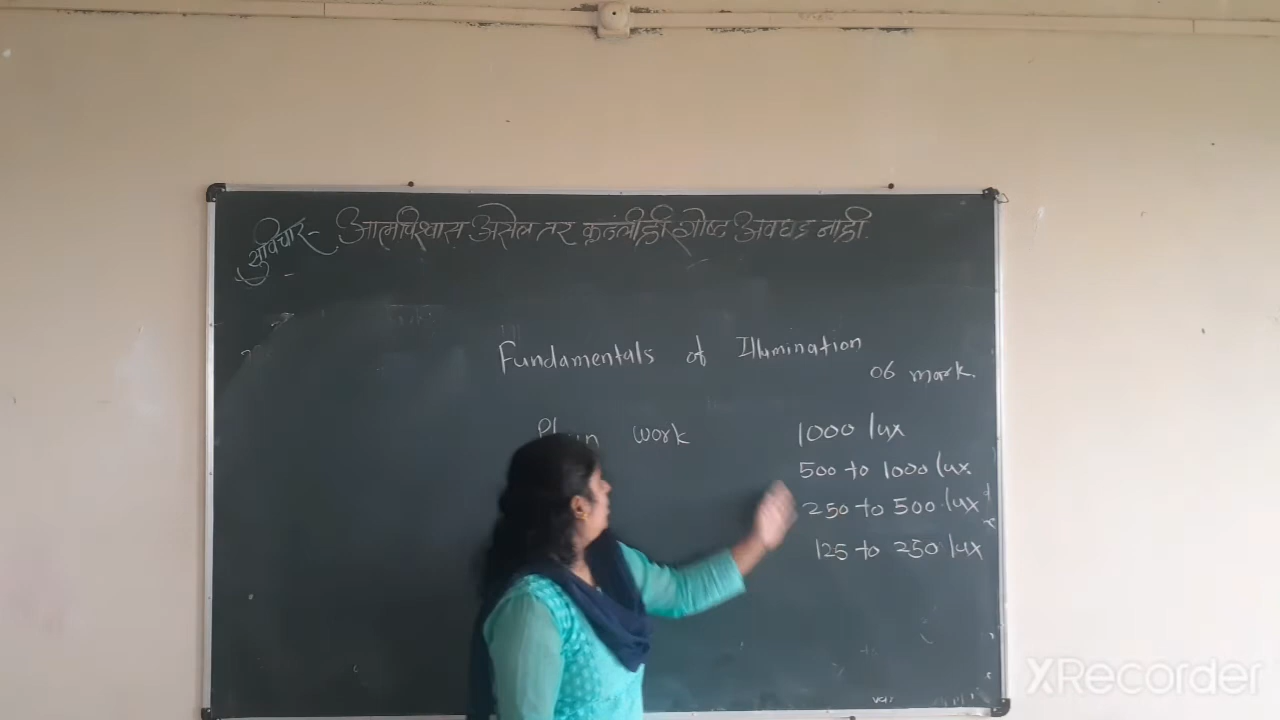 सुविचार- आत्मविश्वास असेल तर कुठलीही गोष्ट अवघड नाही.
Fundamentals of Illumination
06 mark.
work 1000 lux
500 to 1000 lux.
250 to 500 lux
125 to 250 lux
XRecorder